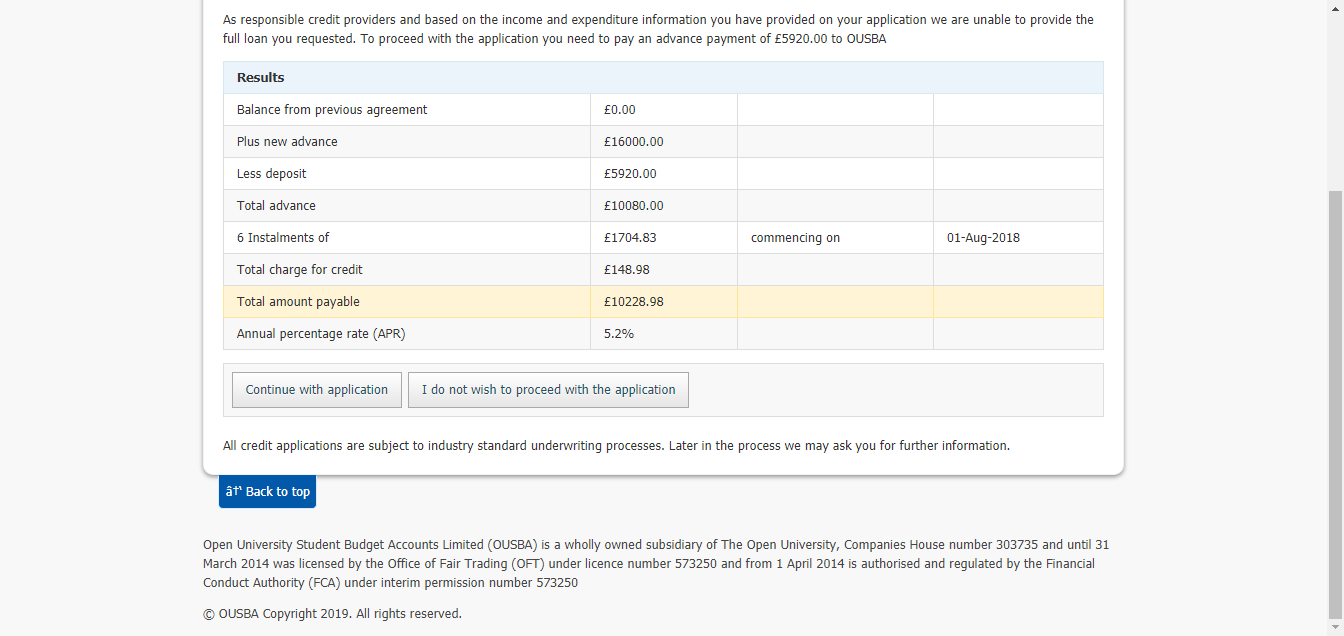 As responsible credit providers and based on the income and expenditure information you have provided on your application we are unable to provide the
full loan you requested. To proceed with the application you need to pay an advance payment of £5920.00 to OUSBA
Results
Balance from previous agreement £0.00
Plus new advance £16000.00
Less deposit £5920.00
Total advance £10080.00
6 Instalments of £1704.83 commencing on 01-Aug-2018
Total charge for credit £148.98
Total amount payable £10228.98
Annual percentage rate (APR) 5.2%
Continue with application I do not wish to proceed with the application
All credit applications are subject to industry standard underwriting processes. Later in the process we may ask you for further information.
â†‘ Back to top
Open University Student Budget Accounts Limited (OUSBA) is a wholly owned subsidiary of The Open University, Companies House number 303735 and until 31
March 2014 was licensed by the Office of Fair Trading (OFT) under licence number 573250 and from 1 April 2014 is authorised and regulated by the Financial
Conduct Authority (FCA) under interim permission number 573250
© OUSBA Copyright 2019. All rights reserved.